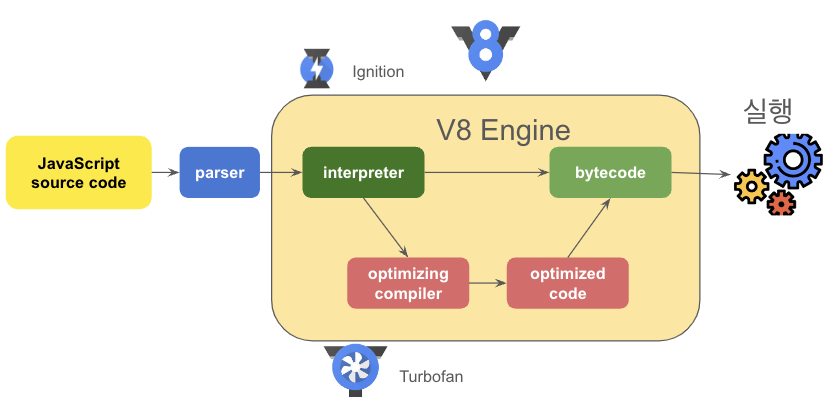 Ignition
V8 Engine
실행
JavaScript
source code
parser
interpreter
bytecode
optimizing
compiler
optimized
code
Turbofan